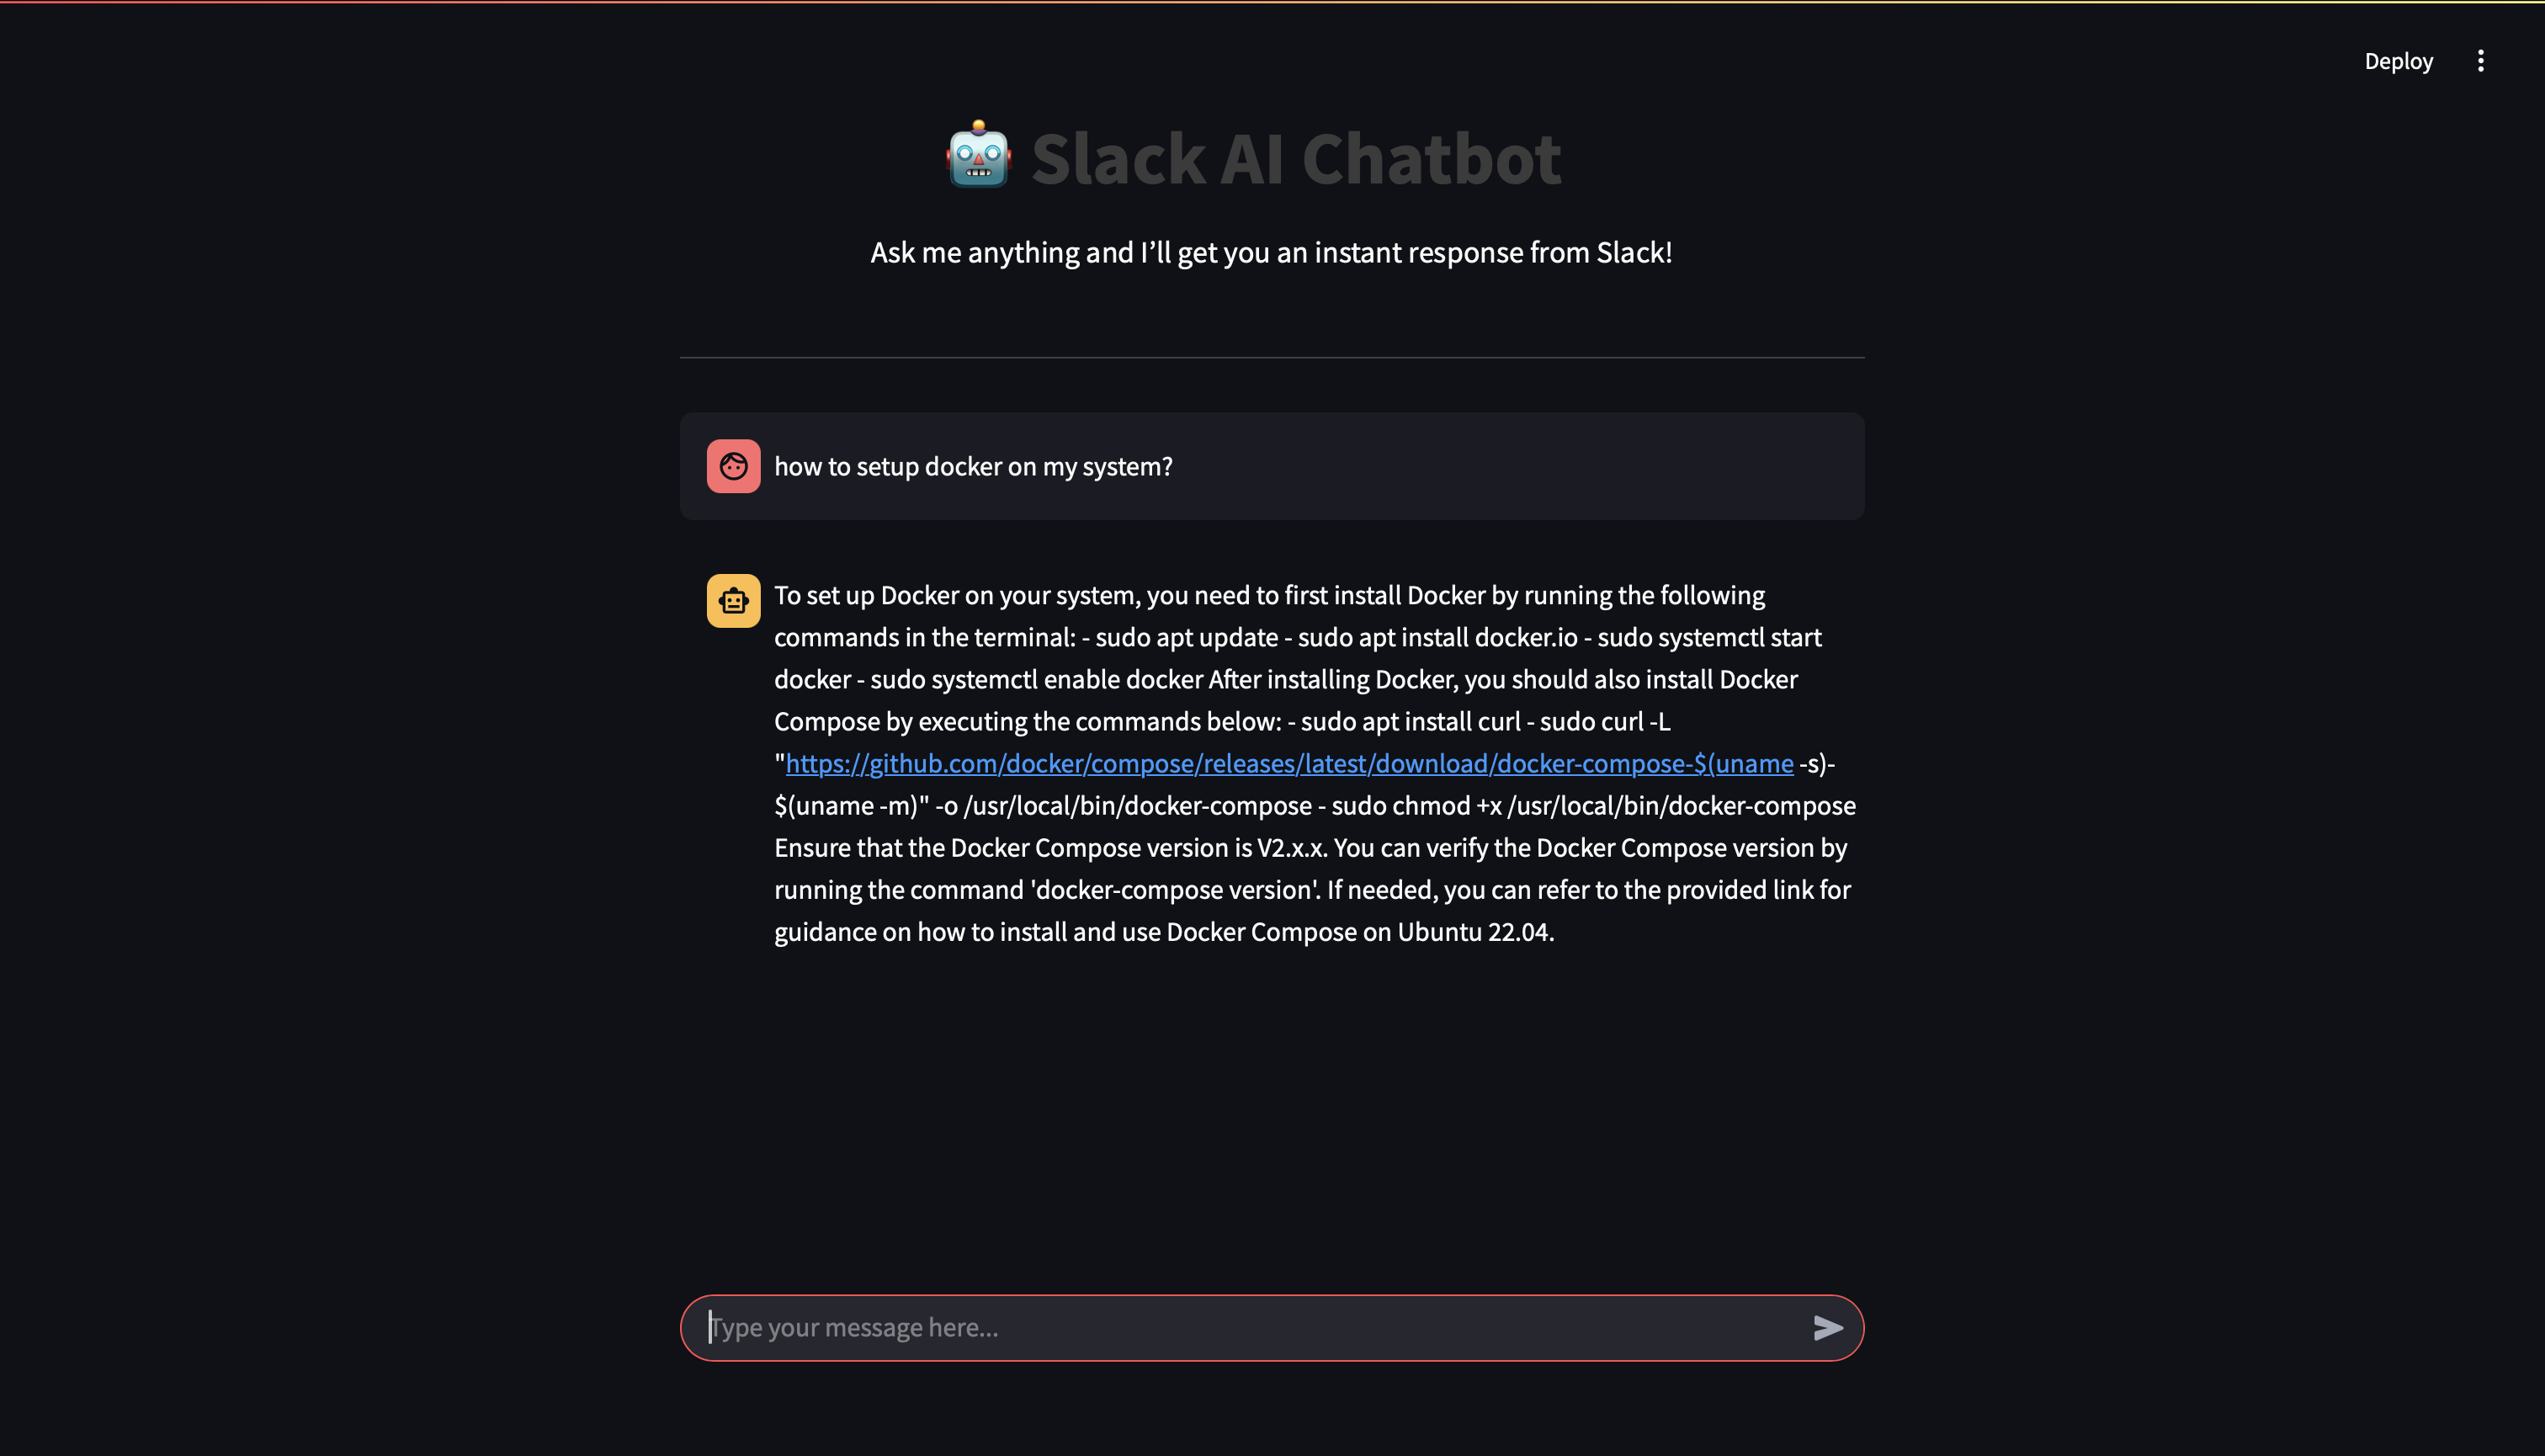 Deploy
Slack AI Chatbot
Ask me anything and I’ll get you an instant response from Slack!
how to setup docker on my system?
To set up Docker on your system, you need to first install Docker by running the following
commands in the terminal: - sudo apt update - sudo apt install docker.io - sudo systemctl start
docker - sudo systemctl enable docker After installing Docker, you should also install Docker
Compose by executing the commands below: - sudo apt install curl - sudo curl -L
"https://github.com/docker/compose/releases/latest/download/docker-compose-$(uname -s)-
$(uname -m)" -o /usr/local/bin/docker-compose - sudo chmod +x /usr/local/bin/docker-compose
Ensure that the Docker Compose version is V2.x.x. You can verify the Docker Compose version by
running the command 'docker-compose version'. If needed, you can refer to the provided link for
guidance on how to install and use Docker Compose on Ubuntu 22.04.
Type your message here...